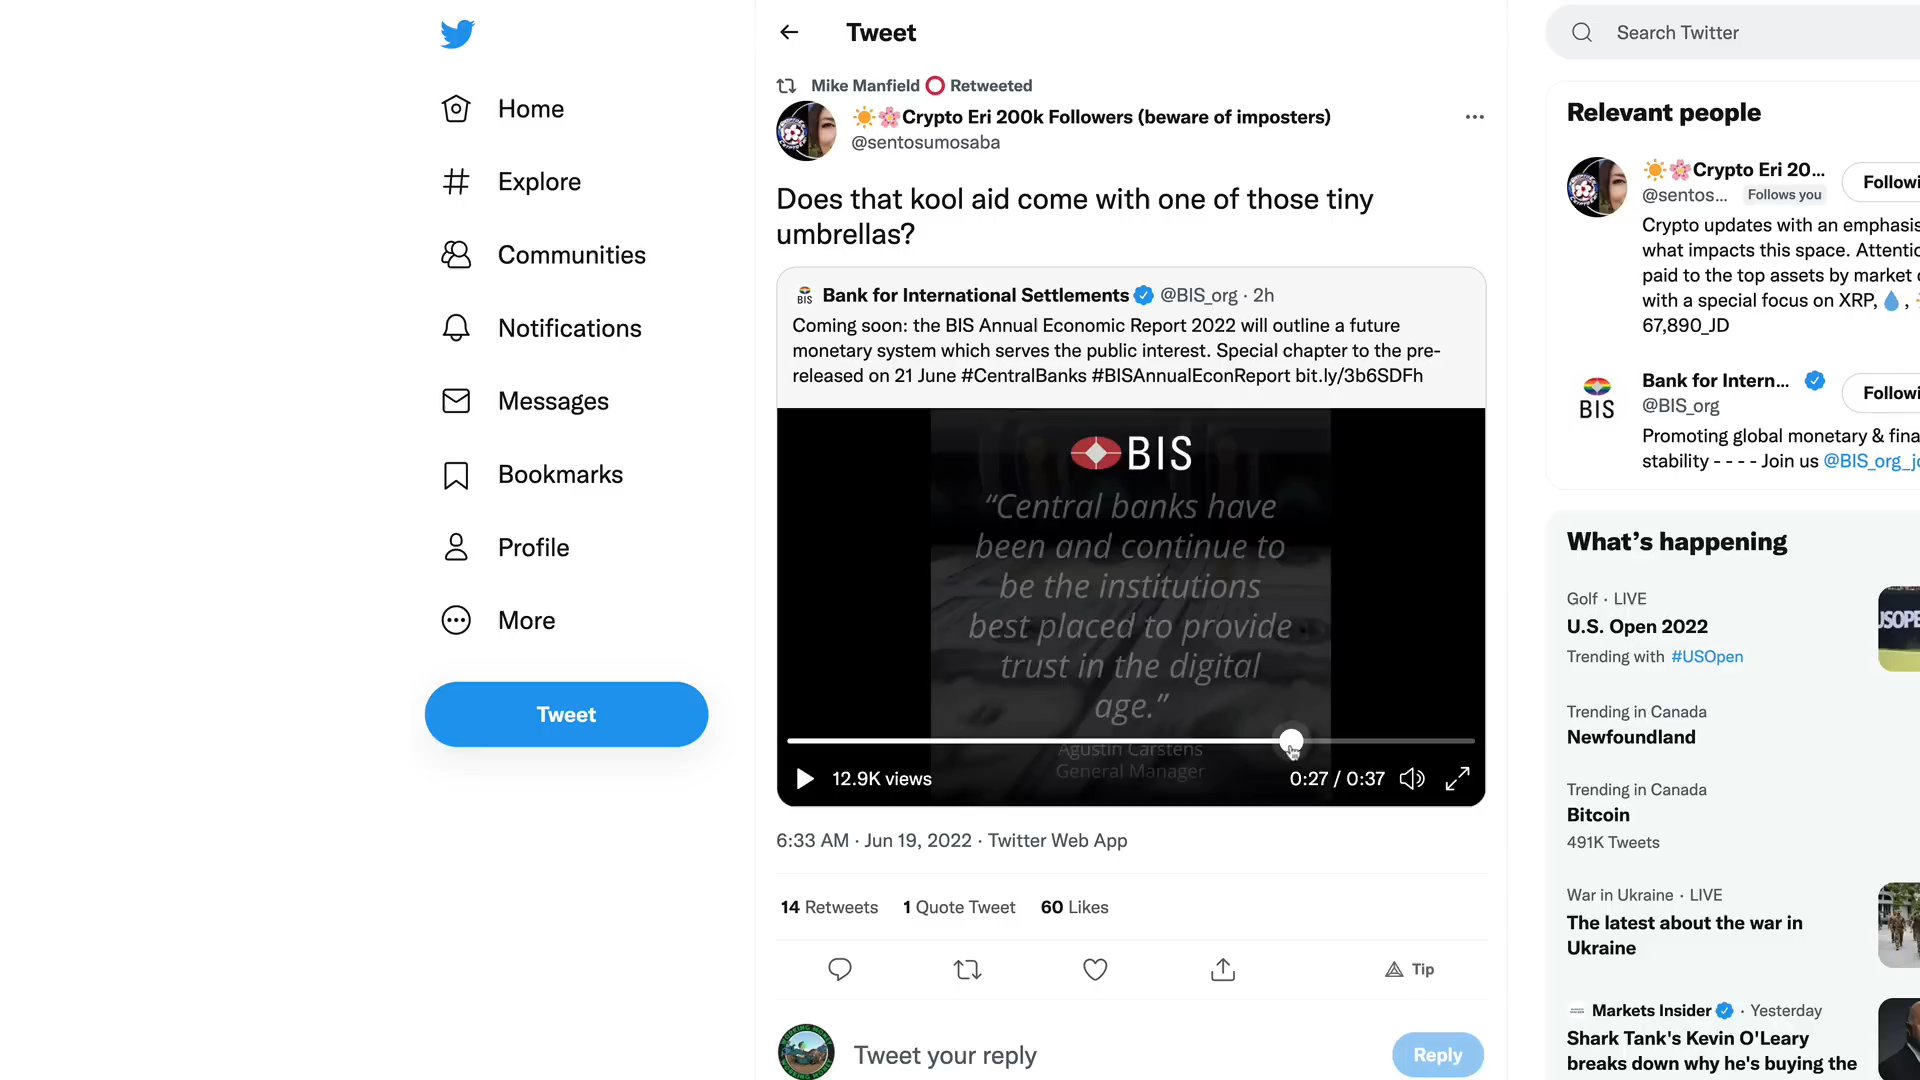 Tweet
Search Twitter
Mike Manfield ⭕ Retweeted
☀️🌸Crypto Eri 200k Followers (beware of imposters)
@sentosumosaba
Does that kool aid come with one of those tiny
umbrellas?
BIS Bank for International Settlements @BIS_org · 2h
Coming soon: the BIS Annual Economic Report 2022 will outline a future
monetary system which serves the public interest. Special chapter to the pre-
released on 21 June #CentralBanks #BISAnnualEconReport bit.ly/3b6SDFh
BIS
“Central banks have
been and continue to
be the institutions
best placed to provide
trust in the digital
age.”
Agustín Carstens
General Manager
12.9K views
0:27 / 0:37
6:33 AM · Jun 19, 2022 · Twitter Web App
14 Retweets 1 Quote Tweet 60 Likes
Tip
Tweet your reply
Reply
Home
Explore
Communities
Notifications
Messages
Bookmarks
Profile
More
Tweet
Relevant people
☀️🌸Crypto Eri 20...
@sentos... Follows you
Followi
Crypto updates with an emphasis
what impacts this space. Attentio
paid to the top assets by market c
with a special focus on XRP, 💧,
67,890_JD
BIS
Bank for Intern...
@BIS_org
Followi
Promoting global monetary & fina
stability - - - - Join us @BIS_org_jo
What’s happening
Golf · LIVE
U.S. Open 2022
Trending with #USOpen
USOPE
Trending in Canada
Newfoundland
Trending in Canada
Bitcoin
491K Tweets
War in Ukraine · LIVE
The latest about the war in
Ukraine
Markets Insider · Yesterday
Shark Tank's Kevin O'Leary
breaks down why he's buying the